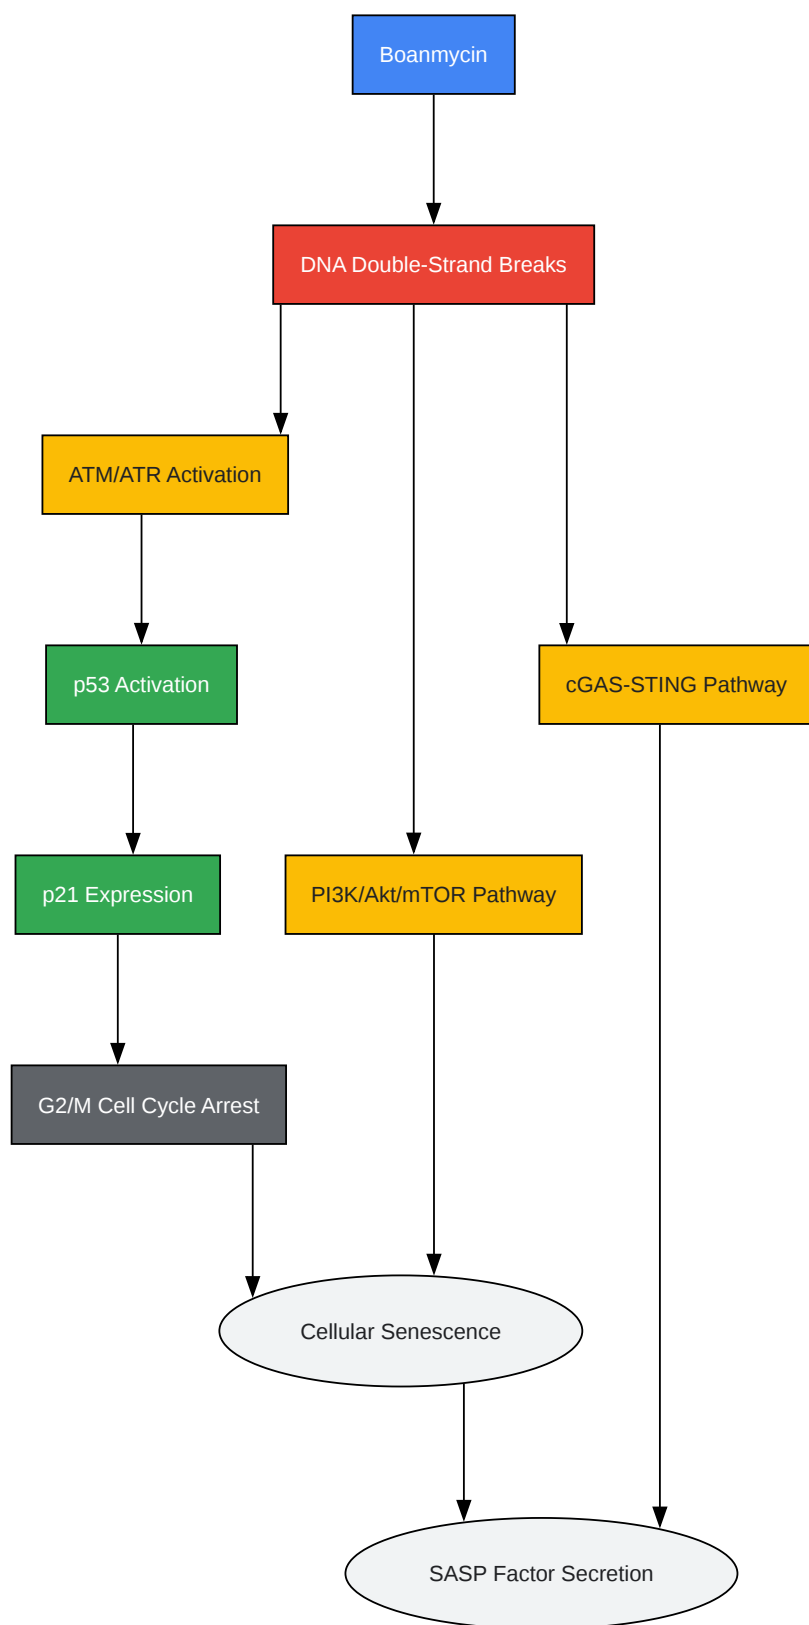 Boanmycin
DNA Double-Strand Breaks
ATM/ATR Activation
p53 Activation
cGAS-STING Pathway
p21 Expression
PI3K/Akt/mTOR Pathway
G2/M Cell Cycle Arrest
Cellular Senescence
SASP Factor Secretion